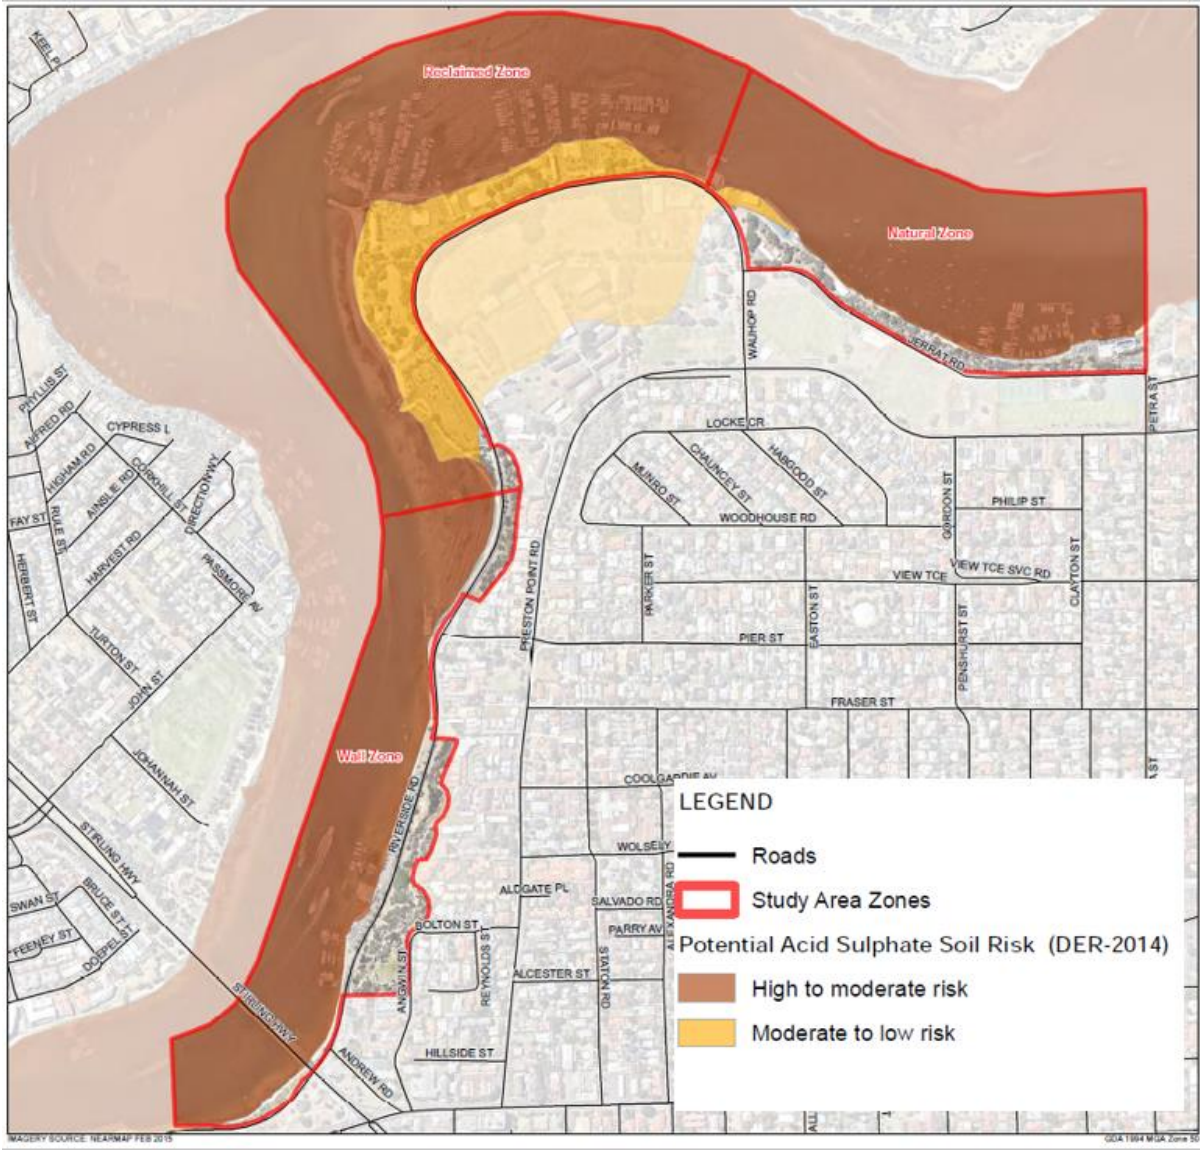 KEEL PL
Reclaimed Zone
Natural Zone
WAUHOP RD
JERRAT RD
PETRA ST
PHYLLIS ST
ALFRED RD
CYPRESS L
HIGHAM RD
CORKHILL ST
AINSLIE RD
DIRECTION WY
FAY ST
RULE ST
HARVEST RD
HERBERT ST
PASSMORE AV
TURTON ST
JOHN ST
JOHANNAH ST
LOCKE CR
MUNRO ST
CHAUNCEY ST
HABGOOD ST
WOODHOUSE RD
GORDON ST
PHILIP ST
PRESTON POINT RD
PARKER ST
VIEW TCE
VIEW TCE SVC RD
CLAYTON ST
EASTON ST
PIER ST
PENSHURST ST
FRASER ST
Wall Zone
RIVERSIDE RD
COOLGARDIE AV
A ST
WOLSELY
STIRLING HWY
SWAN ST
BRUCE ST
FEENEY ST
DOEPEL ST
ALDGATE PL
SALVADO RD
ALEXANDRA RD
BOLTON ST
PARRY AV
ANGWIN ST
REYNOLDS ST
ALCESTER ST
STATON RD
STIRLING HWY
ANDREW RD
HILLSIDE ST
LEGEND
Roads
Study Area Zones
Potential Acid Sulphate Soil Risk (DER-2014)
High to moderate risk
Moderate to low risk
IMAGERY SOURCE: NEARMAP FEB 2015
GDA 1994 MGA Zone 50